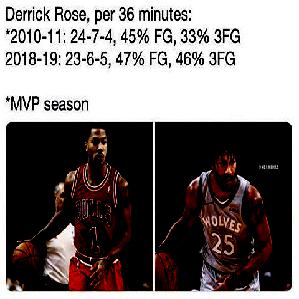 Derrick Rose, per 36 minutes:
*2010-11: 24-7-4, 45% FG, 33% 3FG
2018-19: 23-6-5, 47% FG, 46% 3FG
*MVP season
BULLS
1
WOLVES
25